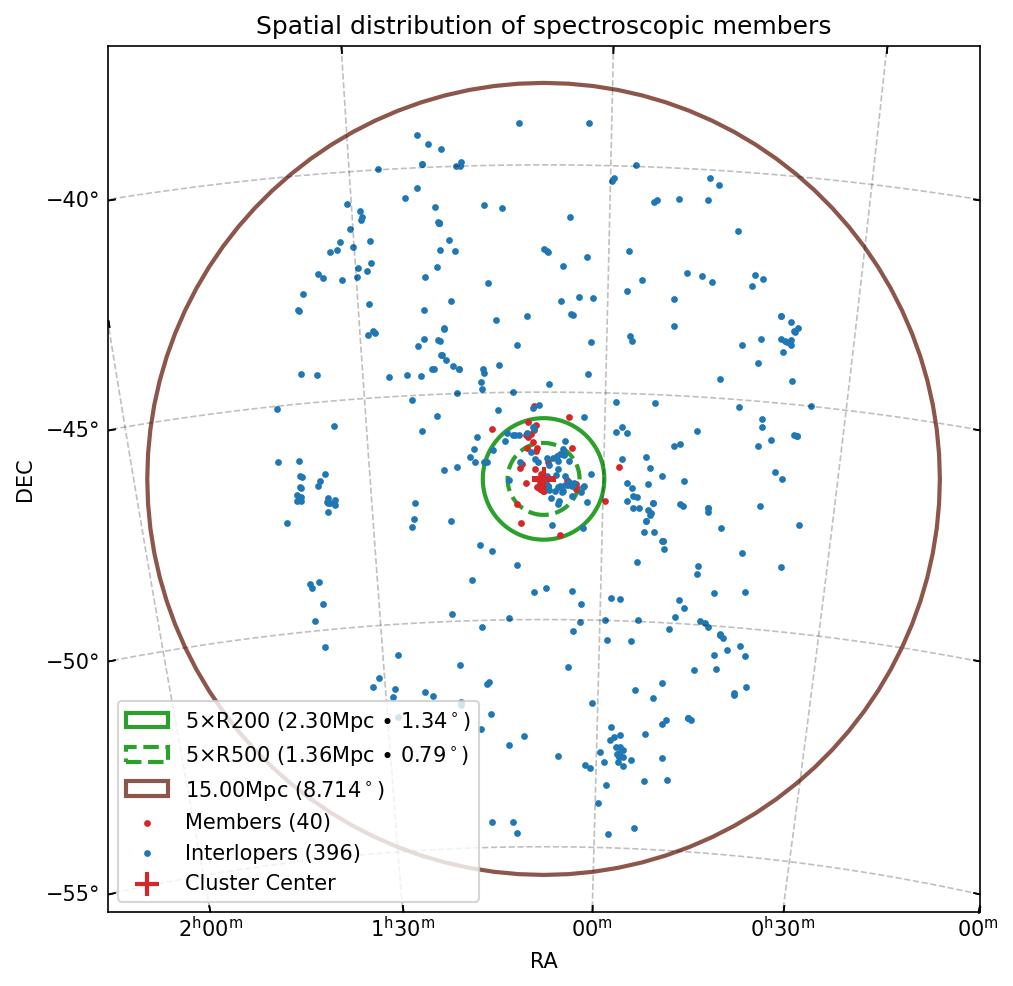 Spatial distribution of spectroscopic members
DEC
−40°
−45°
−50°
−55°
5×R200 (2.30Mpc • 1.34°)
5×R500 (1.36Mpc • 0.79°)
15.00Mpc (8.714°)
Members (40)
Interlopers (396)
Cluster Center
2ʰ00ᵐ 1ʰ30ᵐ 00ᵐ 0ʰ30ᵐ 00ᵐ
RA